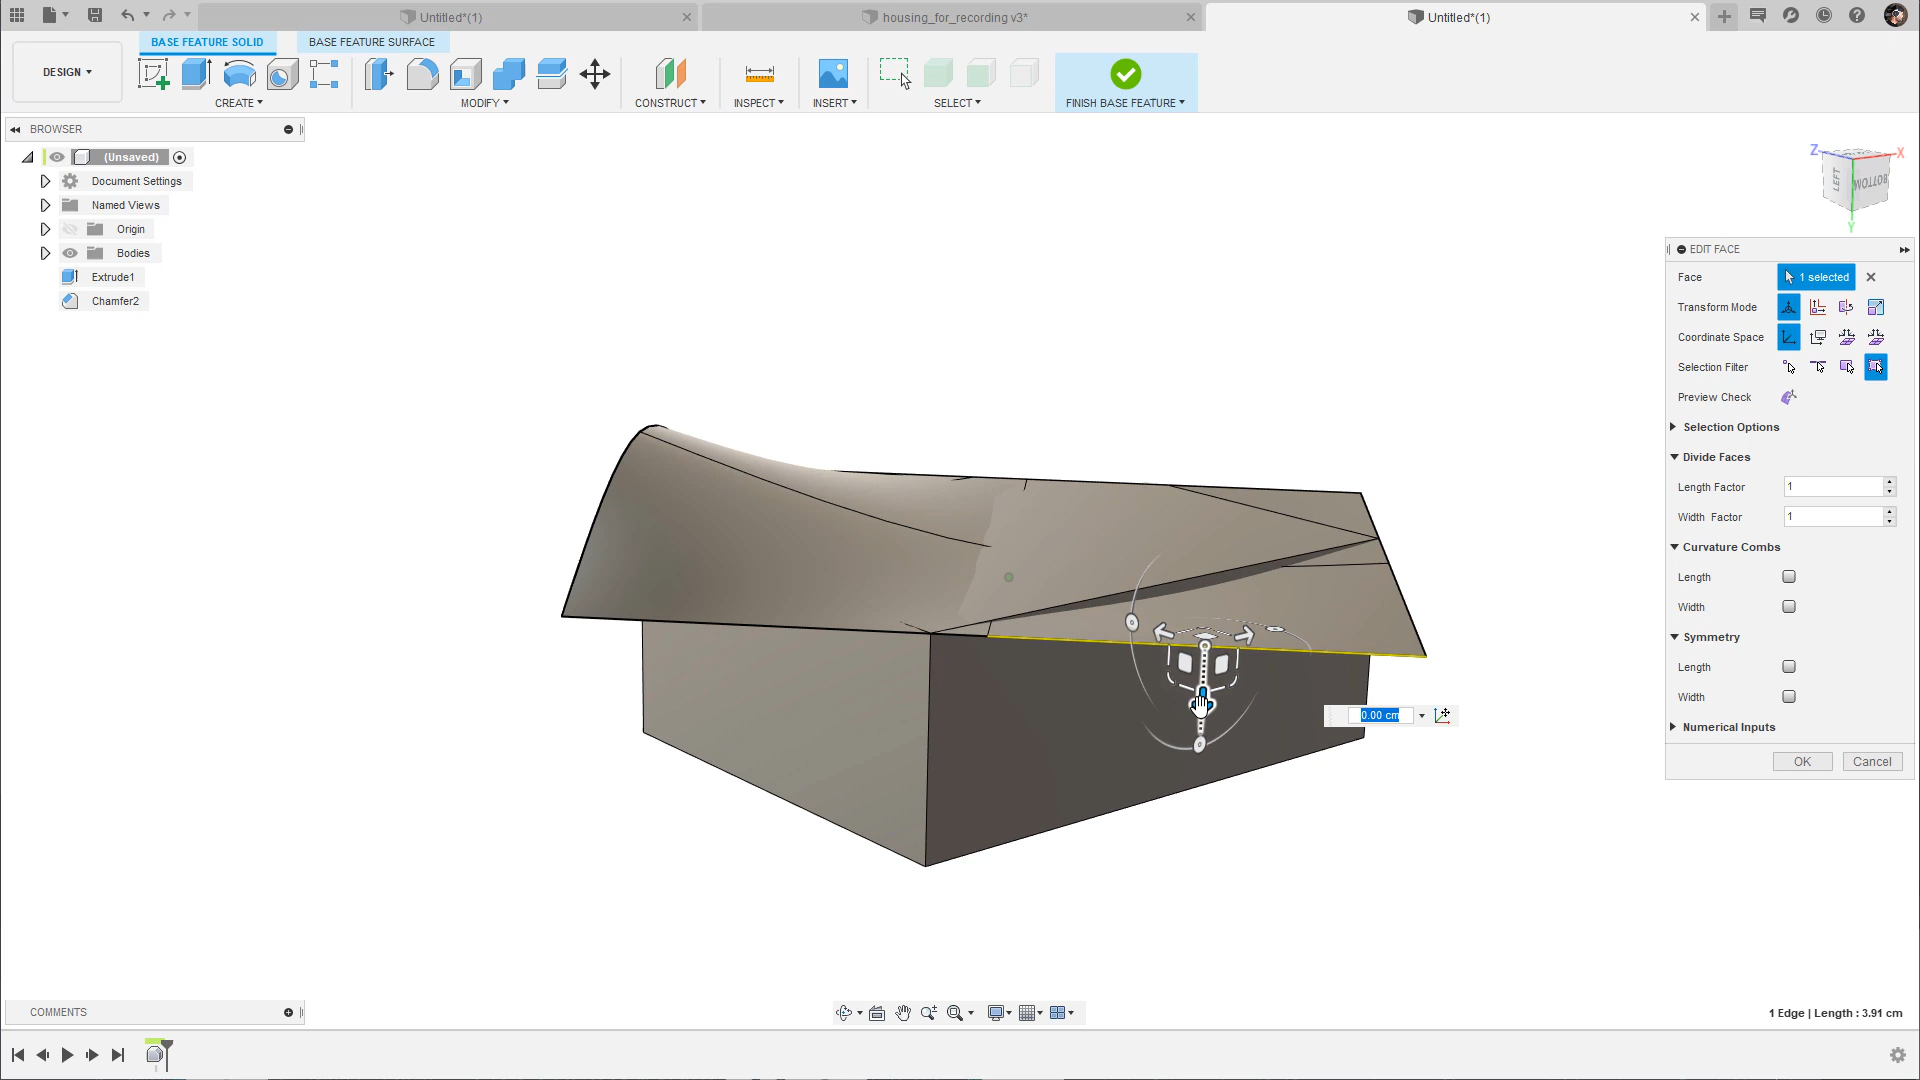 Untitled*(1)
housing_for_recording v3*
Untitled*(1)
BASE FEATURE SOLID
BASE FEATURE SURFACE
DESIGN
CREATE
MODIFY
CONSTRUCT
INSPECT
INSERT
SELECT
FINISH BASE FEATURE
BROWSER
(Unsaved)
Document Settings
Named Views
Origin
Bodies
Extrude1
Chamfer2
Z
X
LEFT
BOTTOM
Y
EDIT FACE
Face
1 selected
Transform Mode
Coordinate Space
Selection Filter
Preview Check
Selection Options
Divide Faces
Length Factor
1
Width Factor
1
Curvature Combs
Length
Width
Symmetry
Length
Width
Numerical Inputs
OK
Cancel
0.00 cm
COMMENTS
1 Edge | Length : 3.91 cm